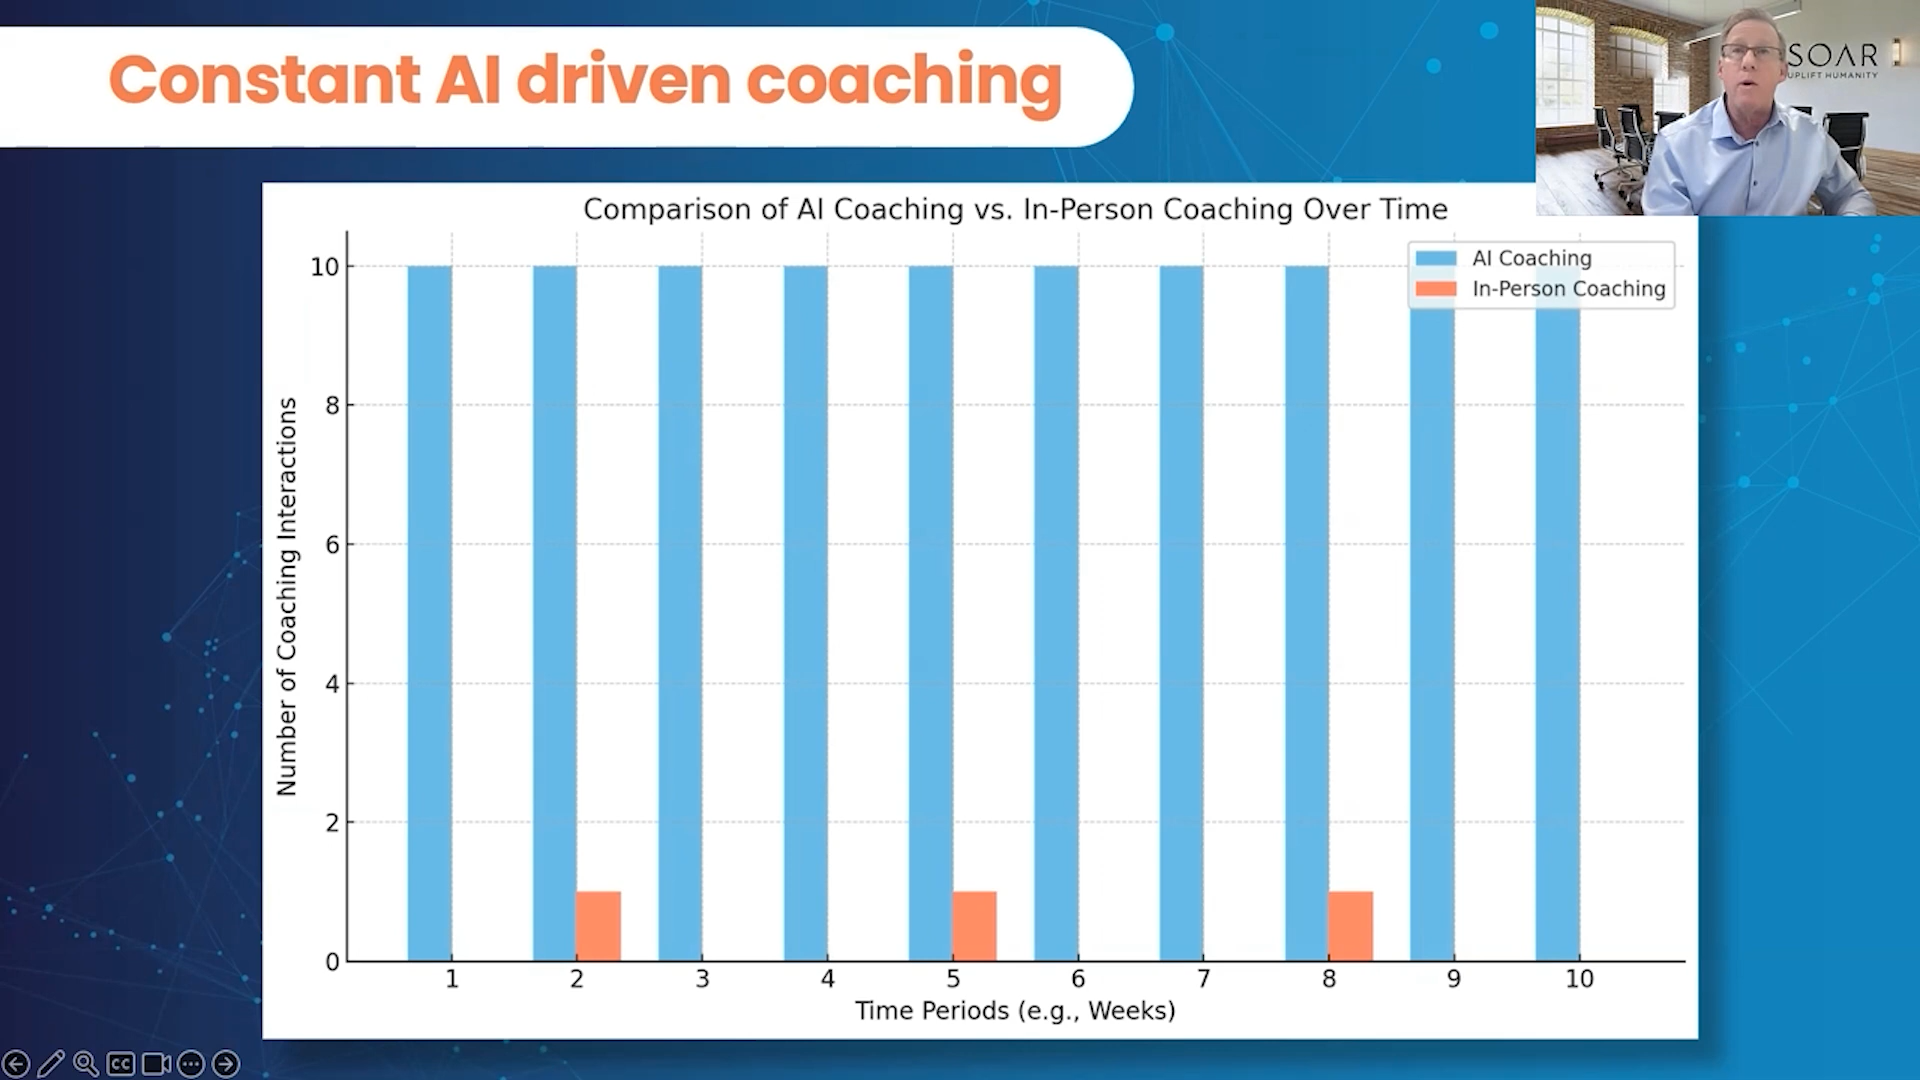 Constant AI driven coaching
SOAR
UPLIFT HUMANITY
Comparison of AI Coaching vs. In-Person Coaching Over Time
AI Coaching
In-Person Coaching
Number of Coaching Interactions
10
8
6
4
2
0
1 2 3 4 5 6 7 8 9 10
Time Periods (e.g., Weeks)
CC